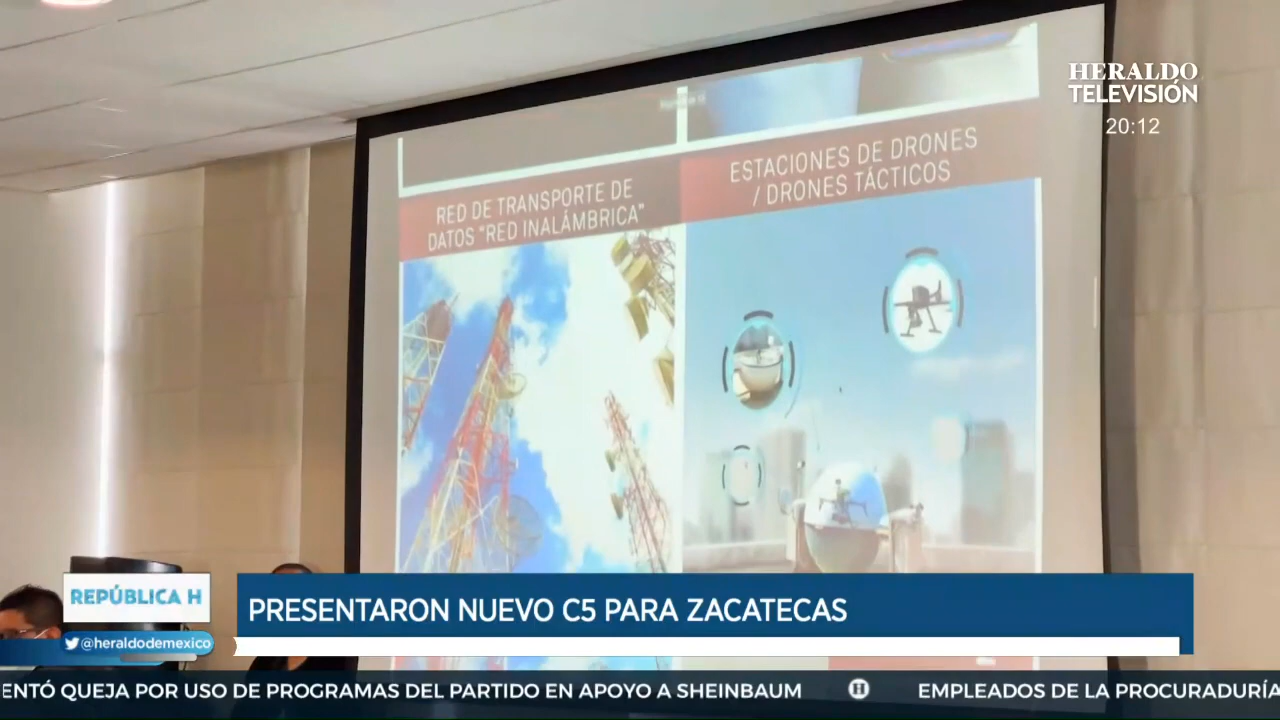 HERALDO
TELEVISIÓN
20:12
ESTACIONES DE DRONES
/ DRONES TÁCTICOS
RED DE TRANSPORTE DE
DATOS “RED INALÁMBRICA”
REPÚBLICA H
@heraldodemexico
PRESENTARON NUEVO C5 PARA ZACATECAS
ENTÓ QUEJA POR USO DE PROGRAMAS DEL PARTIDO EN APOYO A SHEINBAUM
EMPLEADOS DE LA PROCURADURÍA